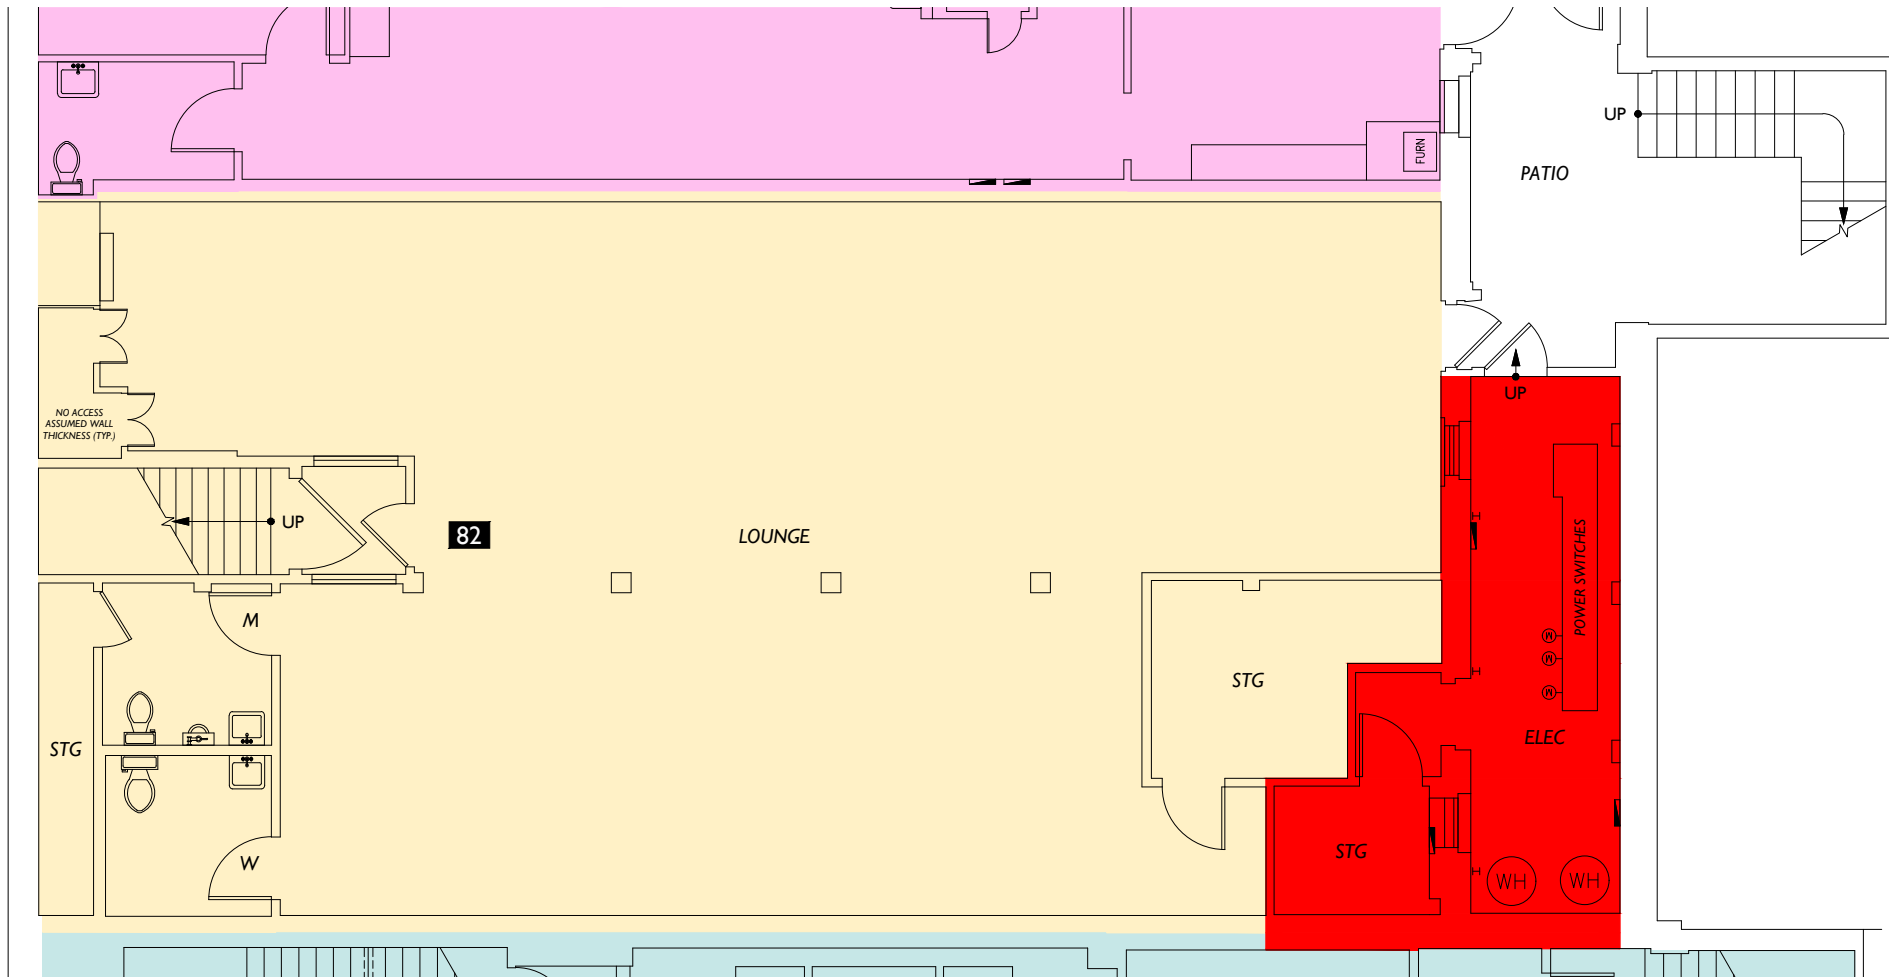 UP
FURN
PATIO
UP
NO ACCESS
ASSUMED WALL
THICKNESS (TYP.)
UP
82
LOUNGE
POWER SWITCHES
M
M
M
M
STG
STG
ELEC
STG
W
WH
WH